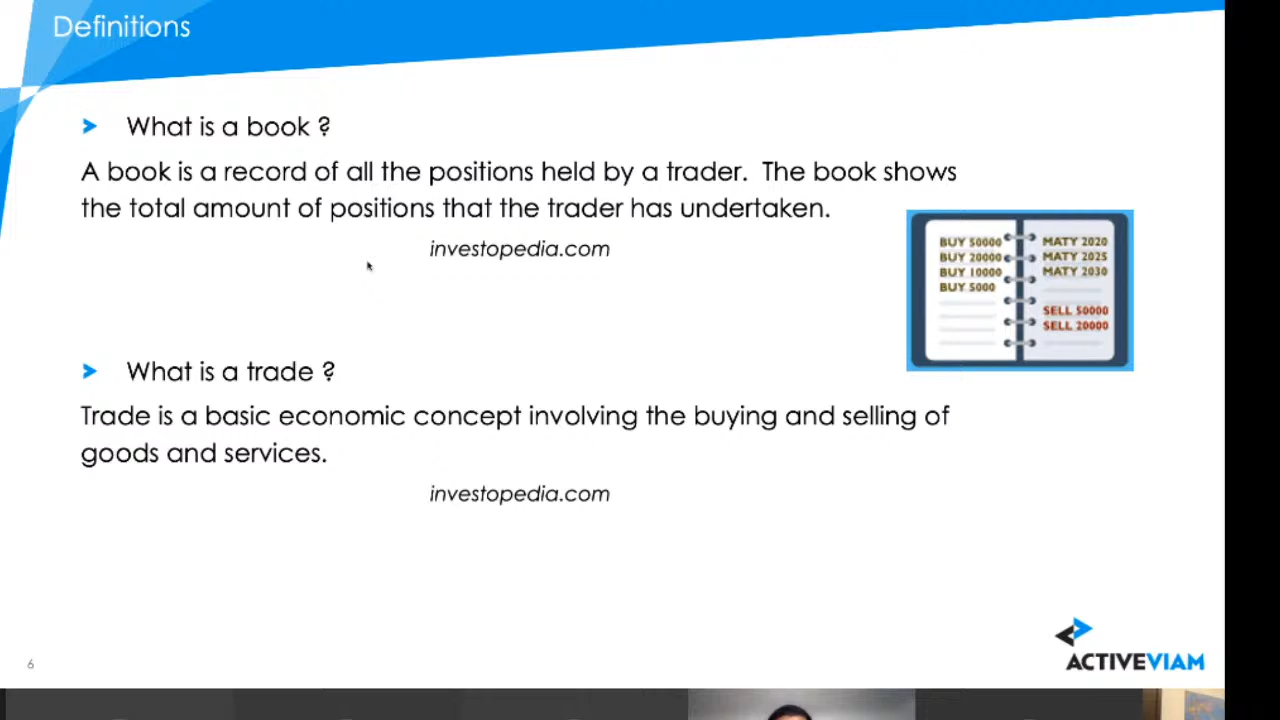 Definitions
What is a book ?
A book is a record of all the positions held by a trader.  The book shows
the total amount of positions that the trader has undertaken.
investopedia.com
BUY 50000
BUY 20000
BUY 10000
BUY 5000
MATY 2020
MATY 2025
MATY 2030
SELL 50000
SELL 20000
What is a trade ?
Trade is a basic economic concept involving the buying and selling of
goods and services.
investopedia.com
6
ACTIVEVIAM